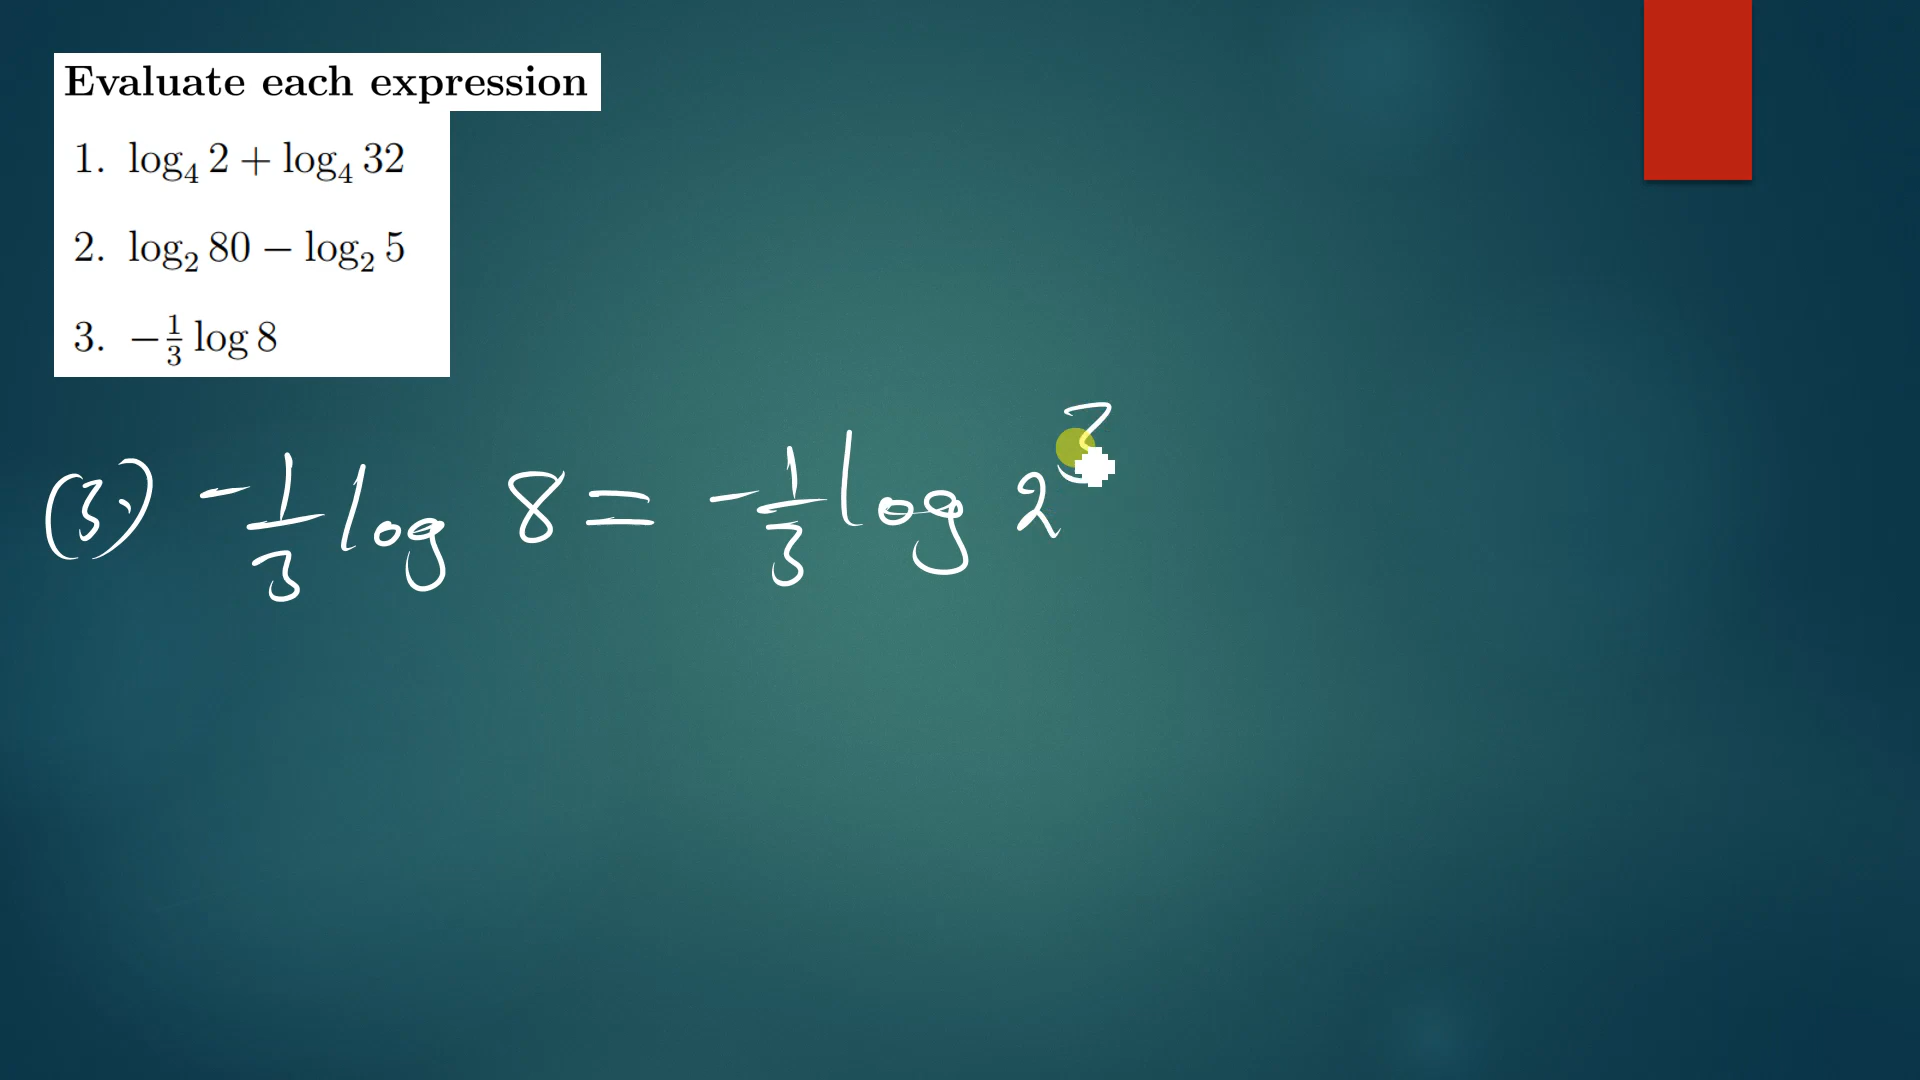 Evaluate each expression
1. log₄ 2 + log₄ 32
2. log₂ 80 − log₂ 5
3. −1/3 log 8
(3.) −1/3 log 8 = −1/3 log 2³